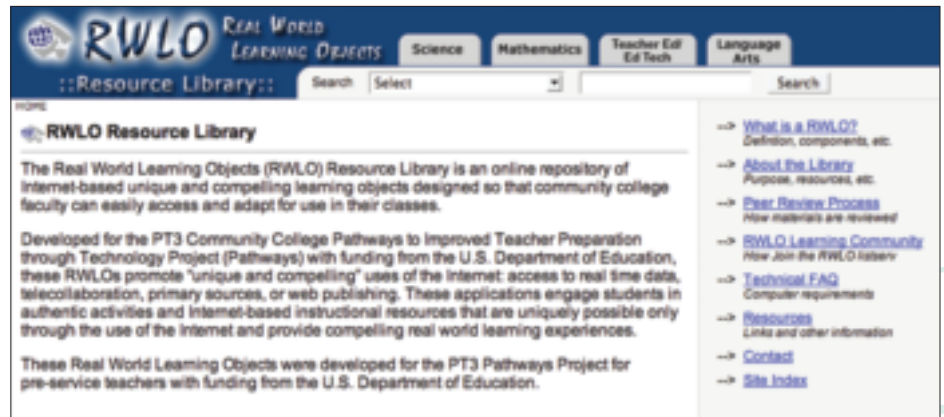 RWLO REAL WORLD
LEARNING OBJECTS
Science
Mathematics
Teacher Ed/
Ed Tech
Language
Arts
::Resource Library::
Search
Select
Search
HOME
RWLO Resource Library
The Real World Learning Objects (RWLO) Resource Library is an online repository of
Internet-based unique and compelling learning objects designed so that community college
faculty can easily access and adapt for use in their classes.
Developed for the PT3 Community College Pathways to Improved Teacher Preparation
through Technology Project (Pathways) with funding from the U.S. Department of Education,
these RWLOs promote "unique and compelling" uses of the Internet: access to real time data,
telecollaboration, primary sources, or web publishing. These applications engage students in
authentic activities and Internet-based instructional resources that are uniquely possible only
through the use of the Internet and provide compelling real world learning experiences.
These Real World Learning Objects were developed for the PT3 Pathways Project for
pre-service teachers with funding from the U.S. Department of Education.
--> What is a RWLO?
Definition, components, etc.
--> About the Library
Purpose, resources, etc.
--> Peer Review Process
How materials are reviewed
--> RWLO Learning Community
How Join the RWLO listserv
--> Technical FAQ
Computer requirements
--> Resources
Links and other information
--> Contact
--> Site Index